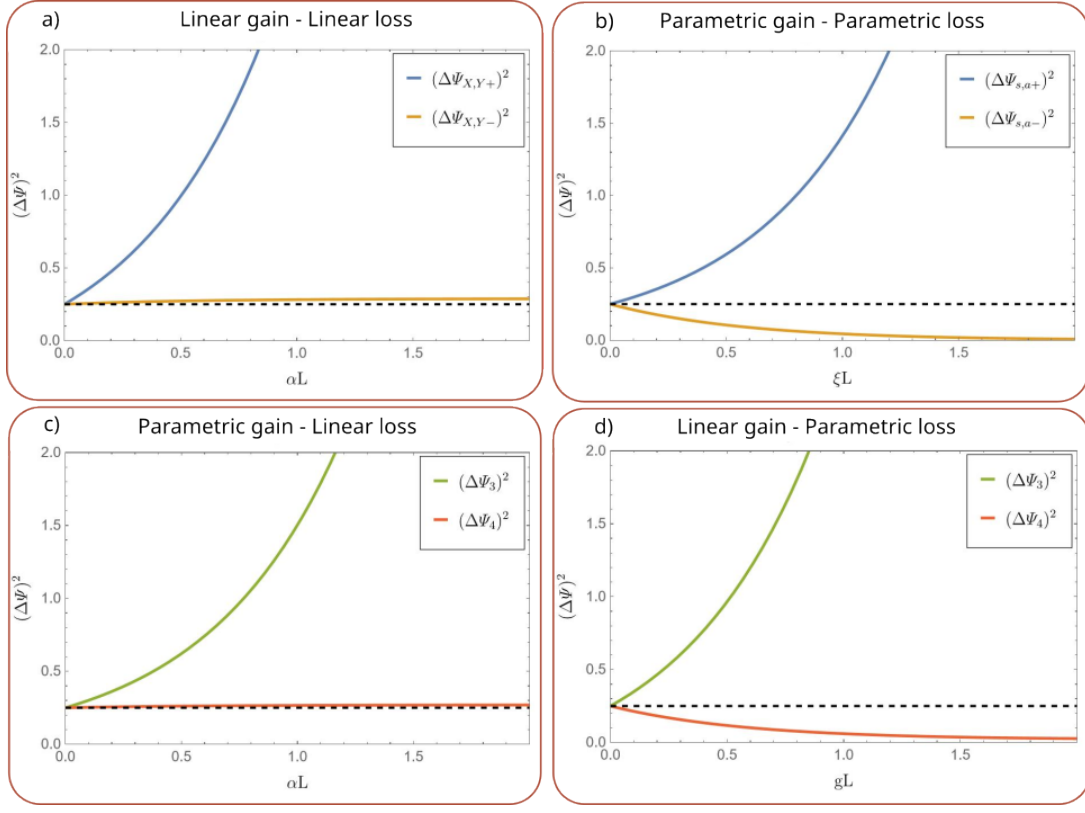 a) Linear gain - Linear loss
2.0
1.5
1.0
0.5
0.0
(ΔΨ)²
(ΔΨ_{X,Y+})²
(ΔΨ_{X,Y−})²
0.0 0.5 1.0 1.5
αL
b) Parametric gain - Parametric loss
2.0
1.5
1.0
0.5
0.0
(ΔΨ)²
(ΔΨ_{s,a+})²
(ΔΨ_{s,a−})²
0.0 0.5 1.0 1.5
ξL
c) Parametric gain - Linear loss
2.0
1.5
1.0
0.5
0.0
(ΔΨ)²
(ΔΨ₃)²
(ΔΨ₄)²
0.0 0.5 1.0 1.5
αL
d) Linear gain - Parametric loss
2.0
1.5
1.0
0.5
0.0
(ΔΨ)²
(ΔΨ₃)²
(ΔΨ₄)²
0.0 0.5 1.0 1.5
gL